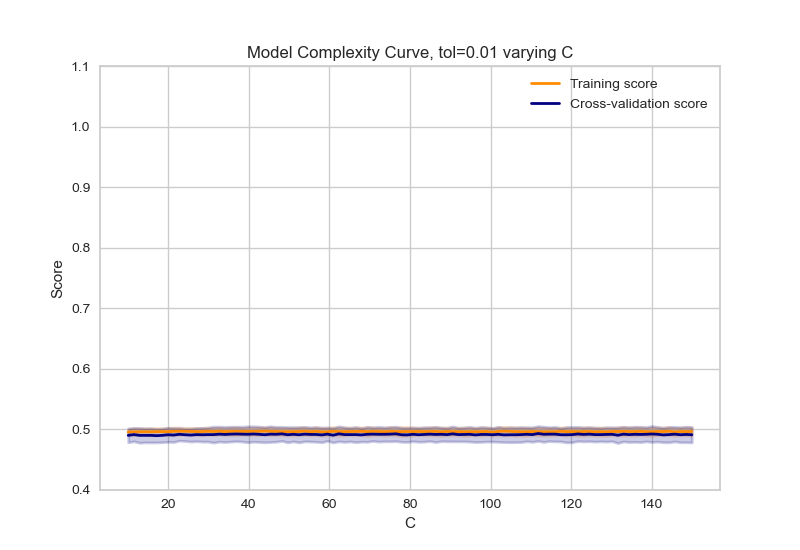 Model Complexity Curve, tol=0.01 varying C
1.1
1.0
0.9
0.8
0.7
0.6
0.5
0.4
Score
Training score
Cross-validation score
20 40 60 80 100 120 140
C